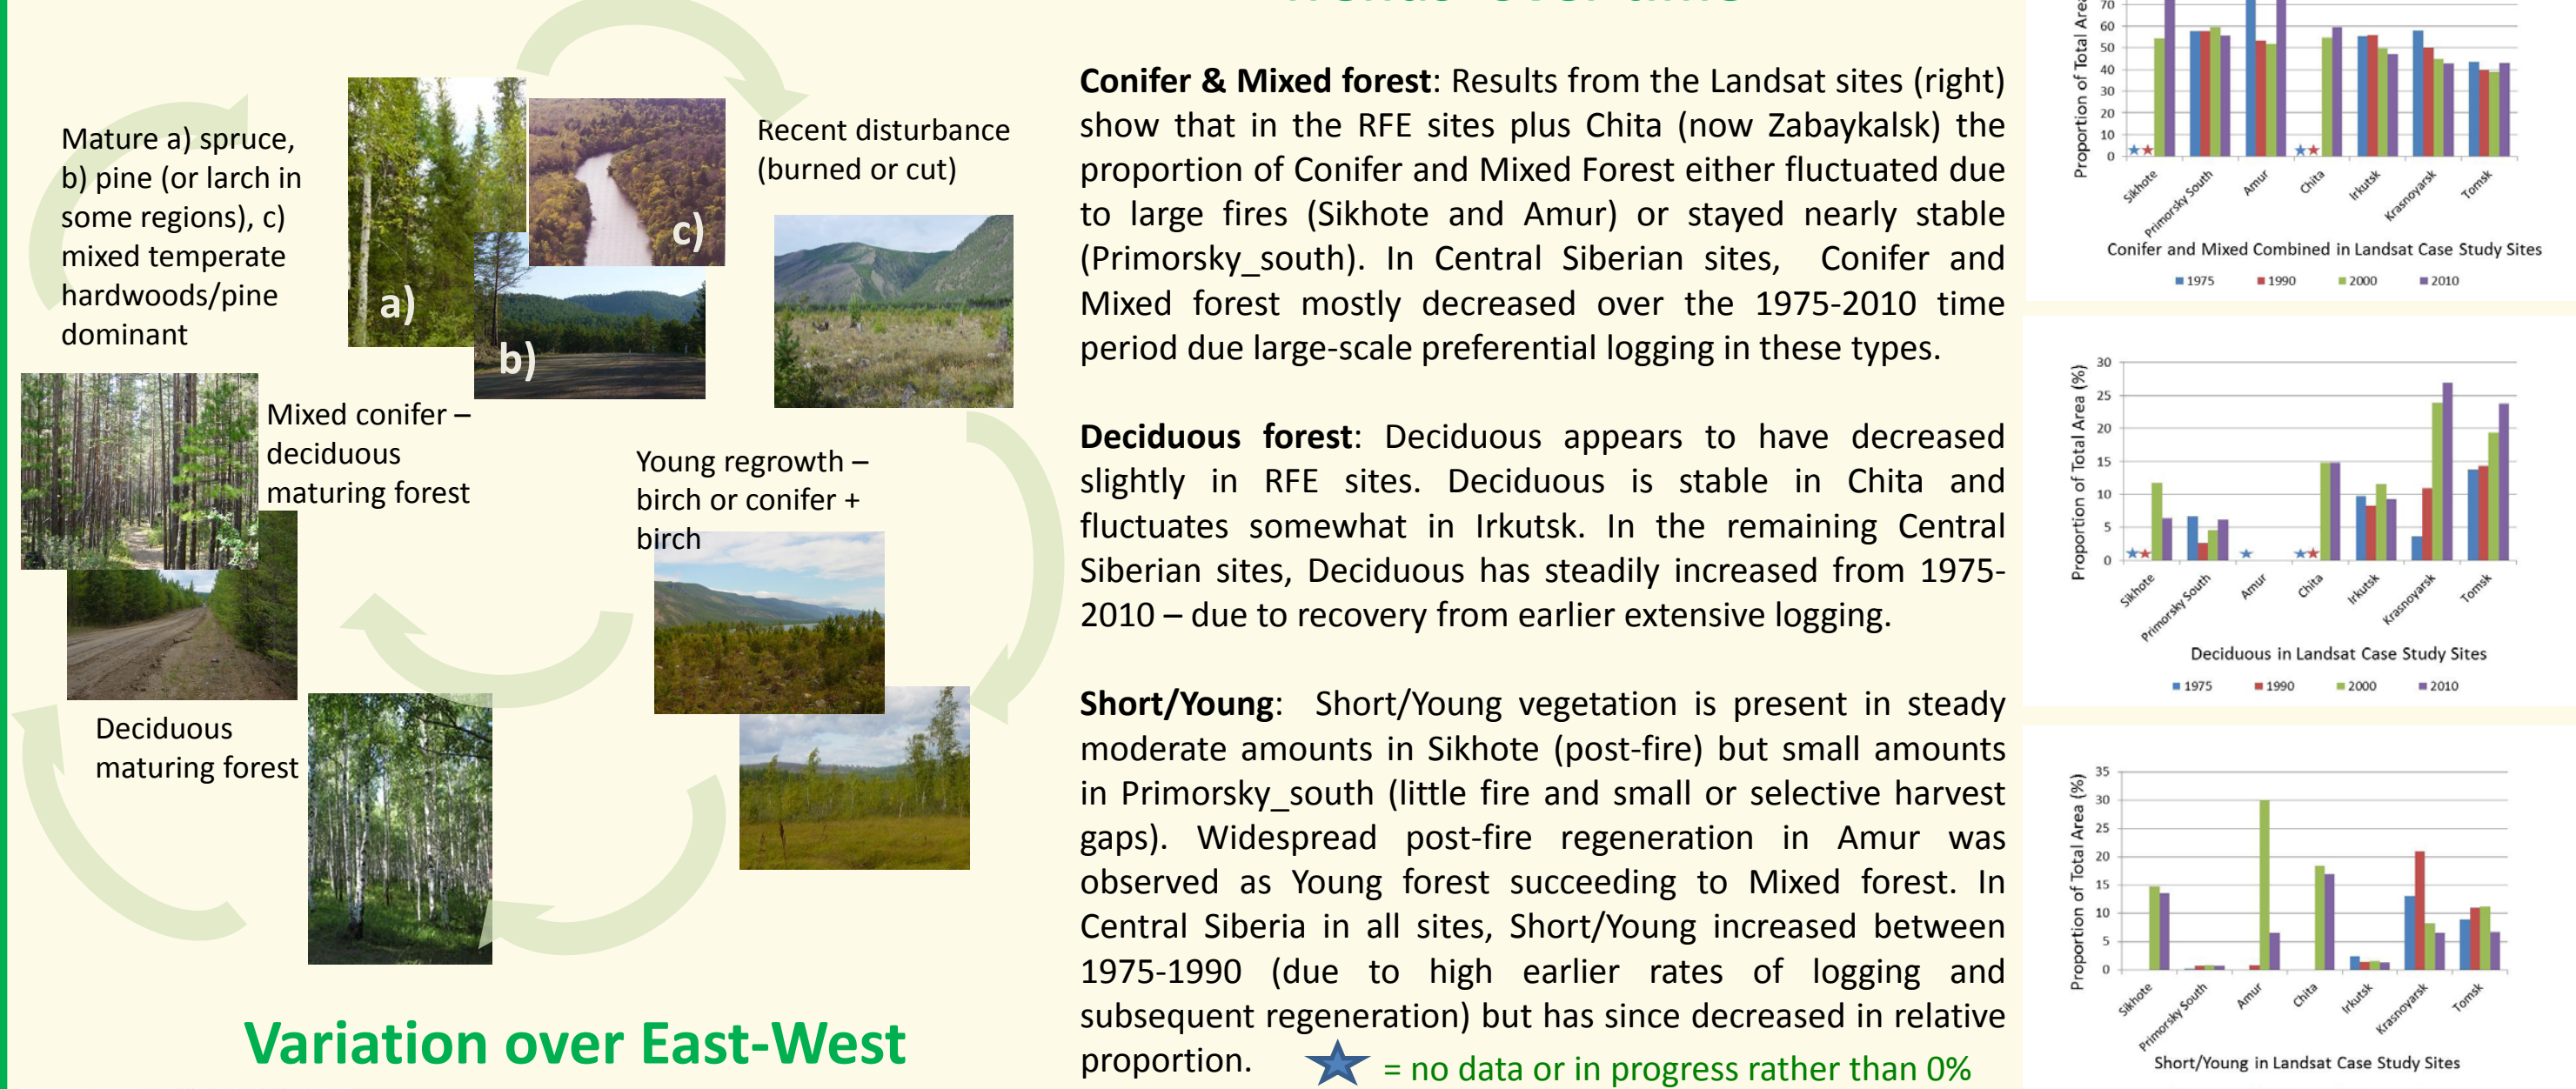 Trends over time
Mature a) spruce,
b) pine (or larch in
some regions), c)
mixed temperate
hardwoods/pine
dominant
a)
b)
c)
Recent disturbance
(burned or cut)
Mixed conifer –
deciduous
maturing forest
Young regrowth –
birch or conifer +
birch
Deciduous
maturing forest
Variation over East-West
Conifer & Mixed forest: Results from the Landsat sites (right)
show that in the RFE sites plus Chita (now Zabaykalsk) the
proportion of Conifer and Mixed Forest either fluctuated due
to large fires (Sikhote and Amur) or stayed nearly stable
(Primorsky_south). In Central Siberian sites, Conifer and
Mixed forest mostly decreased over the 1975-2010 time
period due large-scale preferential logging in these types.
Deciduous forest: Deciduous appears to have decreased
slightly in RFE sites. Deciduous is stable in Chita and
fluctuates somewhat in Irkutsk. In the remaining Central
Siberian sites, Deciduous has steadily increased from 1975-
2010 – due to recovery from earlier extensive logging.
Short/Young: Short/Young vegetation is present in steady
moderate amounts in Sikhote (post-fire) but small amounts
in Primorsky_south (little fire and small or selective harvest
gaps). Widespread post-fire regeneration in Amur was
observed as Young forest succeeding to Mixed forest. In
Central Siberia in all sites, Short/Young increased between
1975-1990 (due to high earlier rates of logging and
subsequent regeneration) but has since decreased in relative
proportion.
= no data or in progress rather than 0%
Proportion of Total Area
70
60
50
40
30
20
10
0
Sikhote
Primorsky South
Amur
Chita
Irkutsk
Krasnoyarsk
Tomsk
Conifer and Mixed Combined in Landsat Case Study Sites
1975 1990 2000 2010
Proportion of Total Area (%)
30
25
20
15
10
5
0
Sikhote
Primorsky South
Amur
Chita
Irkutsk
Krasnoyarsk
Tomsk
Deciduous in Landsat Case Study Sites
1975 1990 2000 2010
Proportion of Total Area (%)
35
30
25
20
15
10
5
0
Sikhote
Primorsky South
Amur
Chita
Irkutsk
Krasnoyarsk
Tomsk
Short/Young in Landsat Case Study Sites